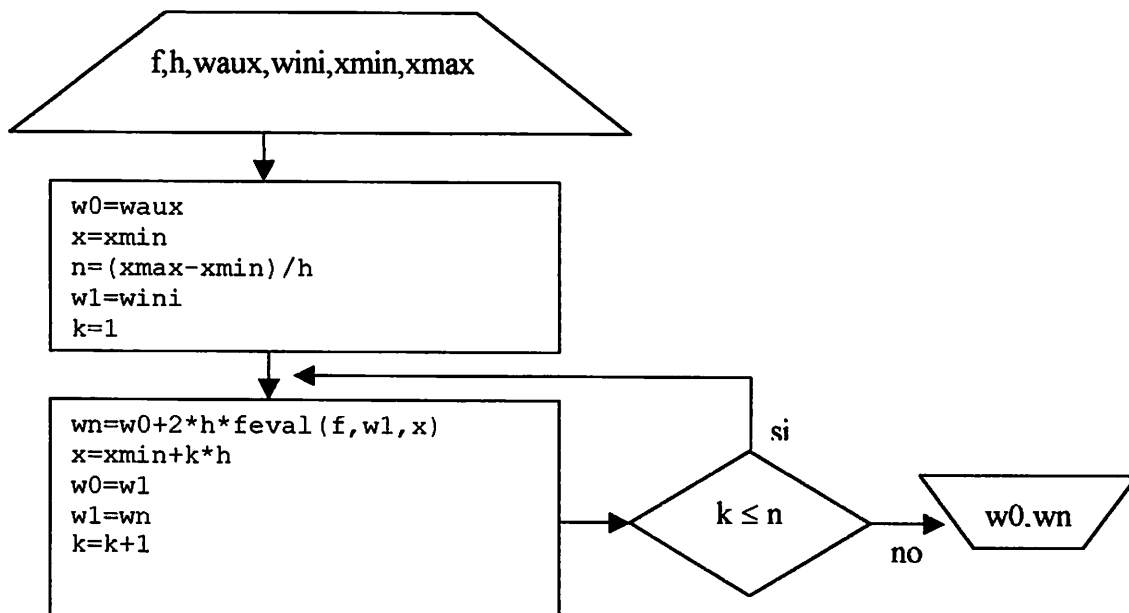 f,h,waux,wini,xmin,xmax
w0=waux
x=xmin
n=(xmax-xmin)/h
w1=wini
k=1
wn=w0+2*h*feval(f,w1,x)
x=xmin+k*h
w0=w1
w1=wn
k=k+1
si
k ≤ n
no
w0.wn